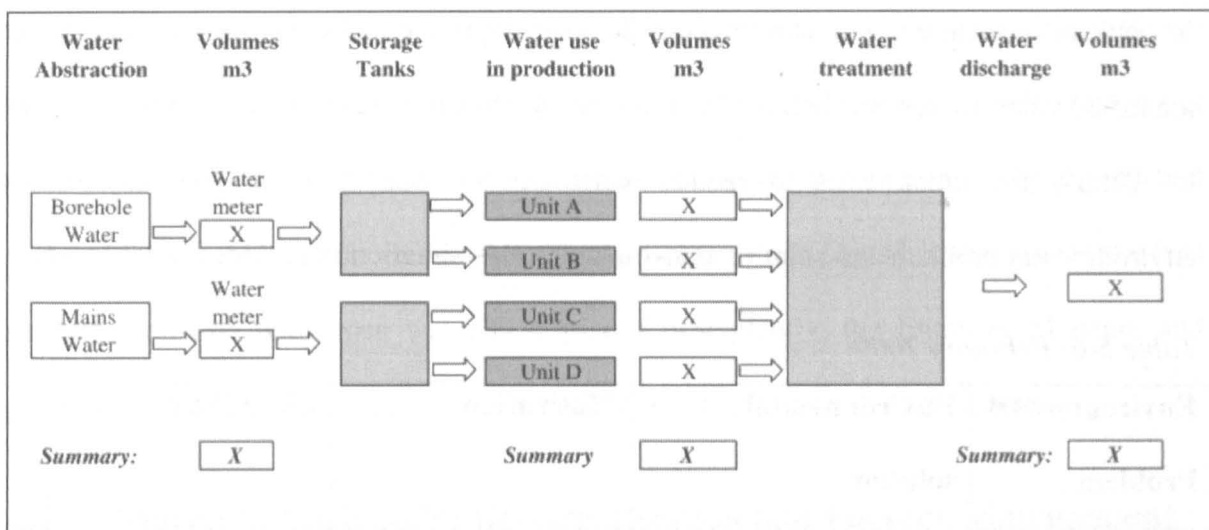 Water Abstraction
Volumes m3
Storage Tanks
Water use in production
Volumes m3
Water treatment
Water discharge
Volumes m3
Borehole Water
Water meter
X
Unit A
X
Unit B
X
X
Mains Water
Water meter
X
Unit C
X
Unit D
X
Summary:
X
Summary
X
Summary:
X